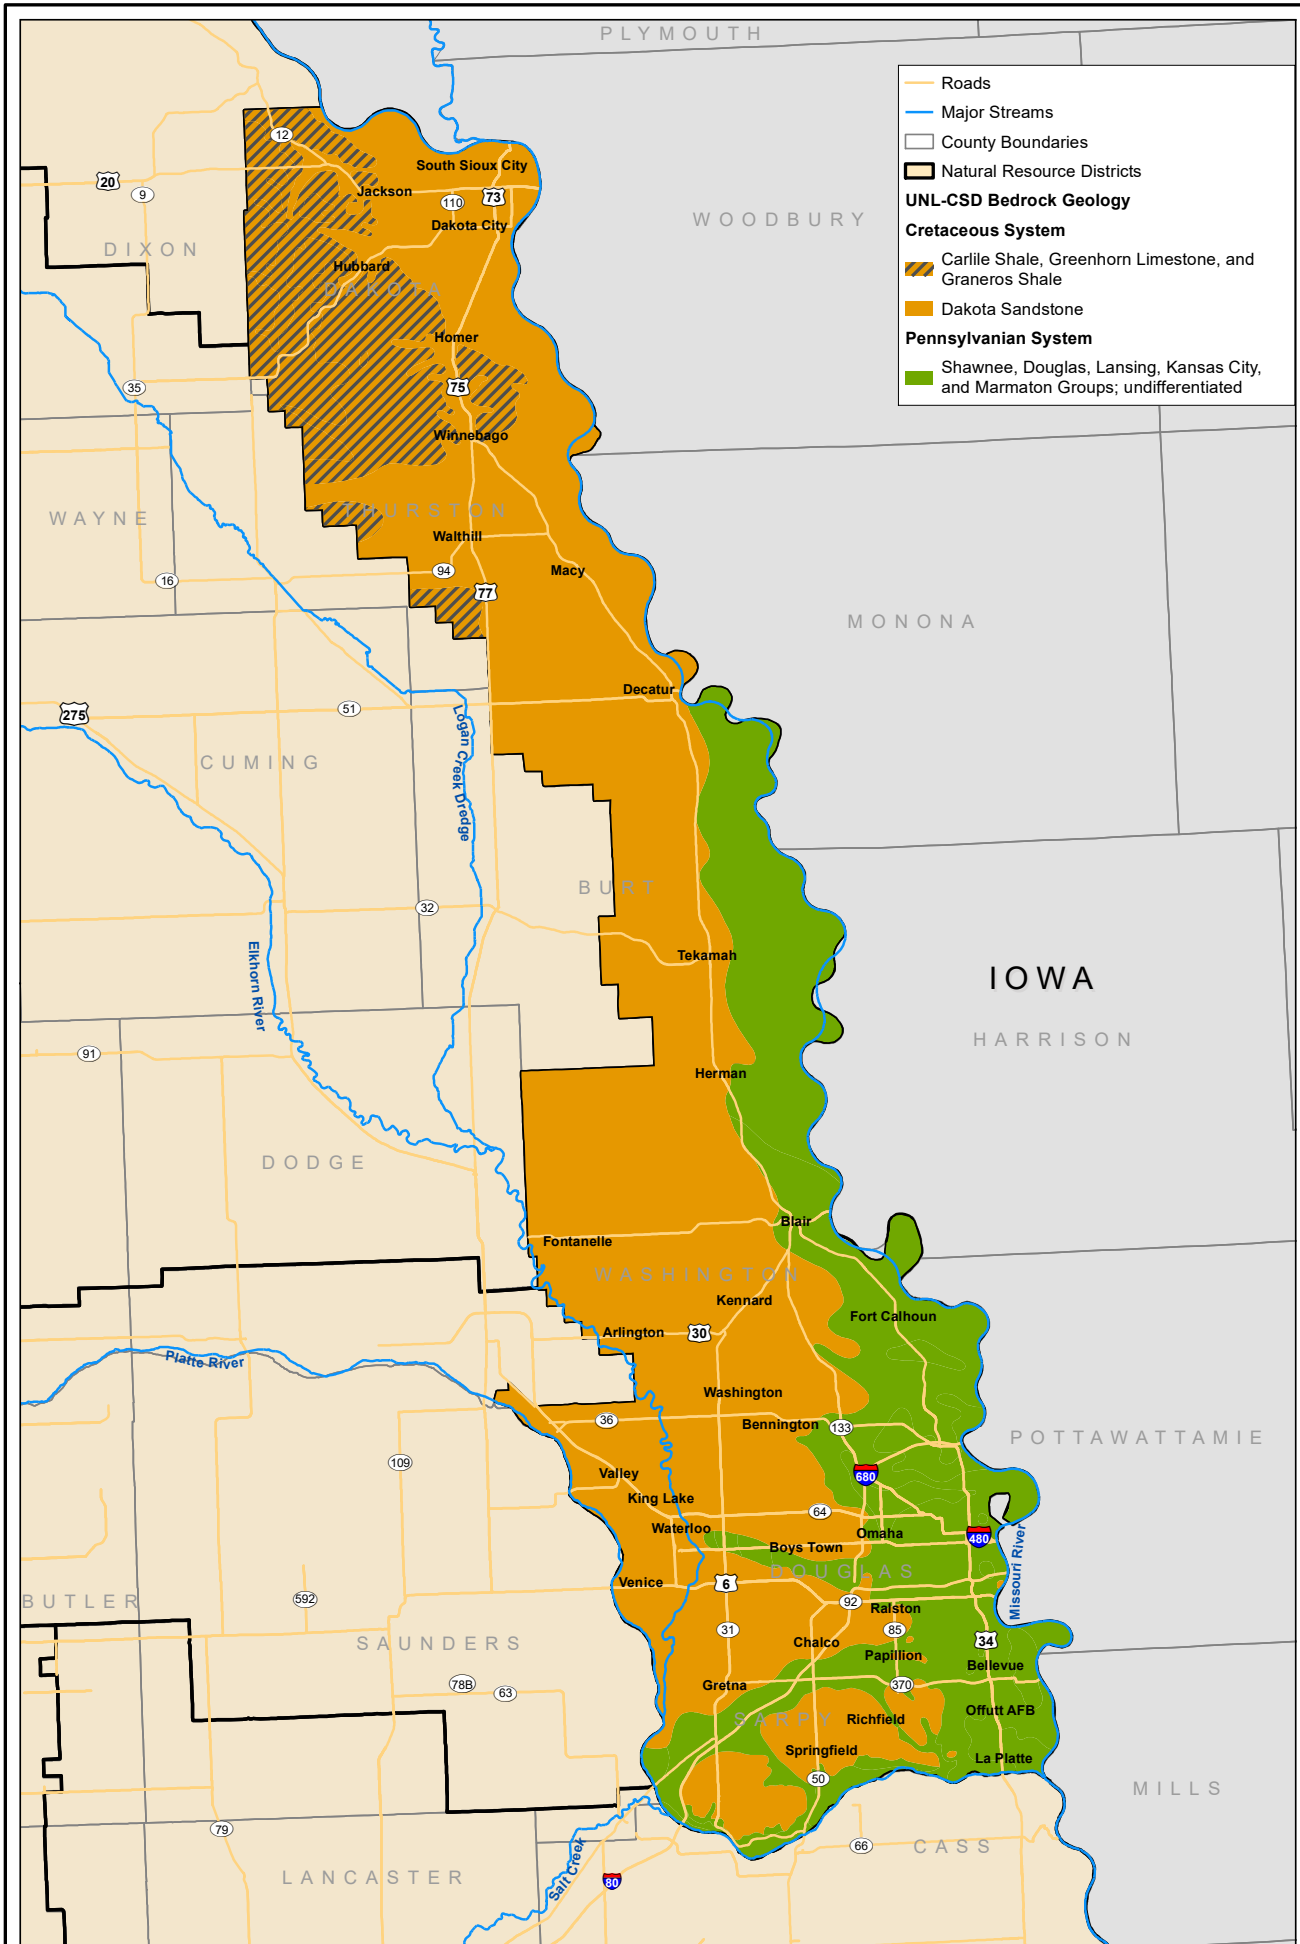 PLYMOUTH
Roads
Major Streams
County Boundaries
Natural Resource Districts
UNL-CSD Bedrock Geology
Cretaceous System
Carlile Shale, Greenhorn Limestone, and
Graneros Shale
Dakota Sandstone
Pennsylvanian System
Shawnee, Douglas, Lansing, Kansas City,
and Marmaton Groups; undifferentiated
12
South Sioux City
20
9
Jackson
110
73
WOODBURY
Dakota City
DIXON
Hubbard
DAKOTA
Homer
35
75
Winnebago
WAYNE
THURSTON
Walthill
94
Macy
16
77
MONONA
Decatur
275
51
Logan Creek Dredge
CUMING
BURT
32
Tekamah
Elkhorn River
IOWA
HARRISON
91
Herman
DODGE
Blair
Fontanelle
WASHINGTON
Kennard
Fort Calhoun
Arlington
30
Platte River
Washington
36
Bennington
133
POTTAWATTAMIE
109
Valley
680
King Lake
64
Waterloo
Omaha
480
Boys Town
DOUGLAS
Missouri River
Venice
6
BUTLER
592
92
Ralston
31
85
34
SAUNDERS
Chalco
Papillion
Bellevue
78B
63
Gretna
370
Offutt AFB
SARPY
Richfield
Springfield
La Platte
50
MILLS
79
66
CASS
LANCASTER
Salt Creek
80